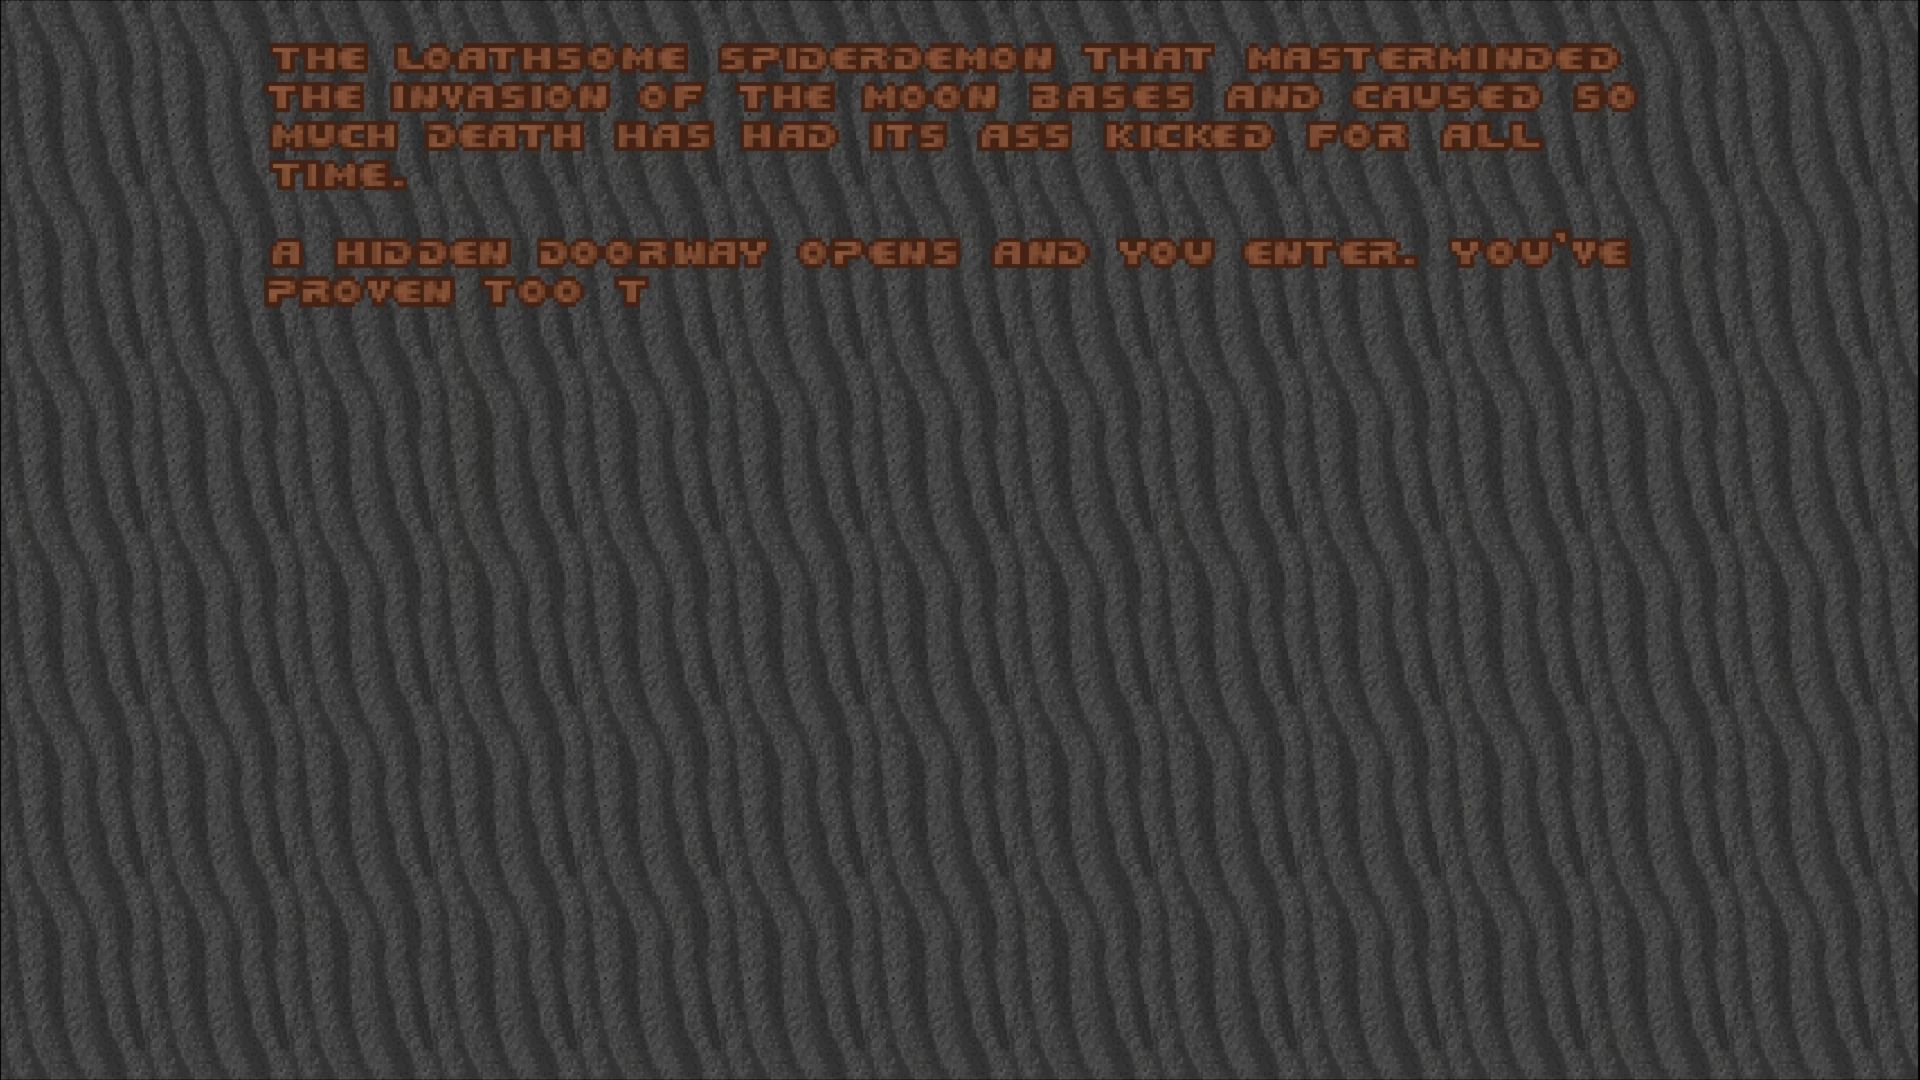 THE LOATHSOME SPIDERDEMON THAT MASTERMINDED
THE INVASION OF THE MOON BASES AND CAUSED SO
MUCH DEATH HAS HAD ITS ASS KICKED FOR ALL
TIME.
A HIDDEN DOORWAY OPENS AND YOU ENTER. YOU'VE
PROVEN TOO T